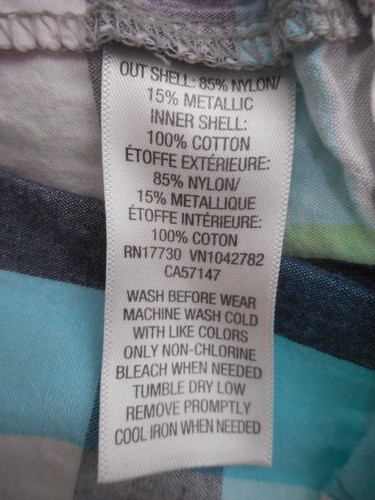 OUT SHELL: 85% NYLON/
15% METALLIC
INNER SHELL:
100% COTTON
ÉTOFFE EXTÉRIEURE:
85% NYLON/
15% METALLIQUE
ÉTOFFE INTÉRIEURE:
100% COTON
RN17730 VN1042782
CA57147
WASH BEFORE WEAR
MACHINE WASH COLD
WITH LIKE COLORS
ONLY NON-CHLORINE
BLEACH WHEN NEEDED
TUMBLE DRY LOW
REMOVE PROMPTLY
COOL IRON WHEN NEEDED